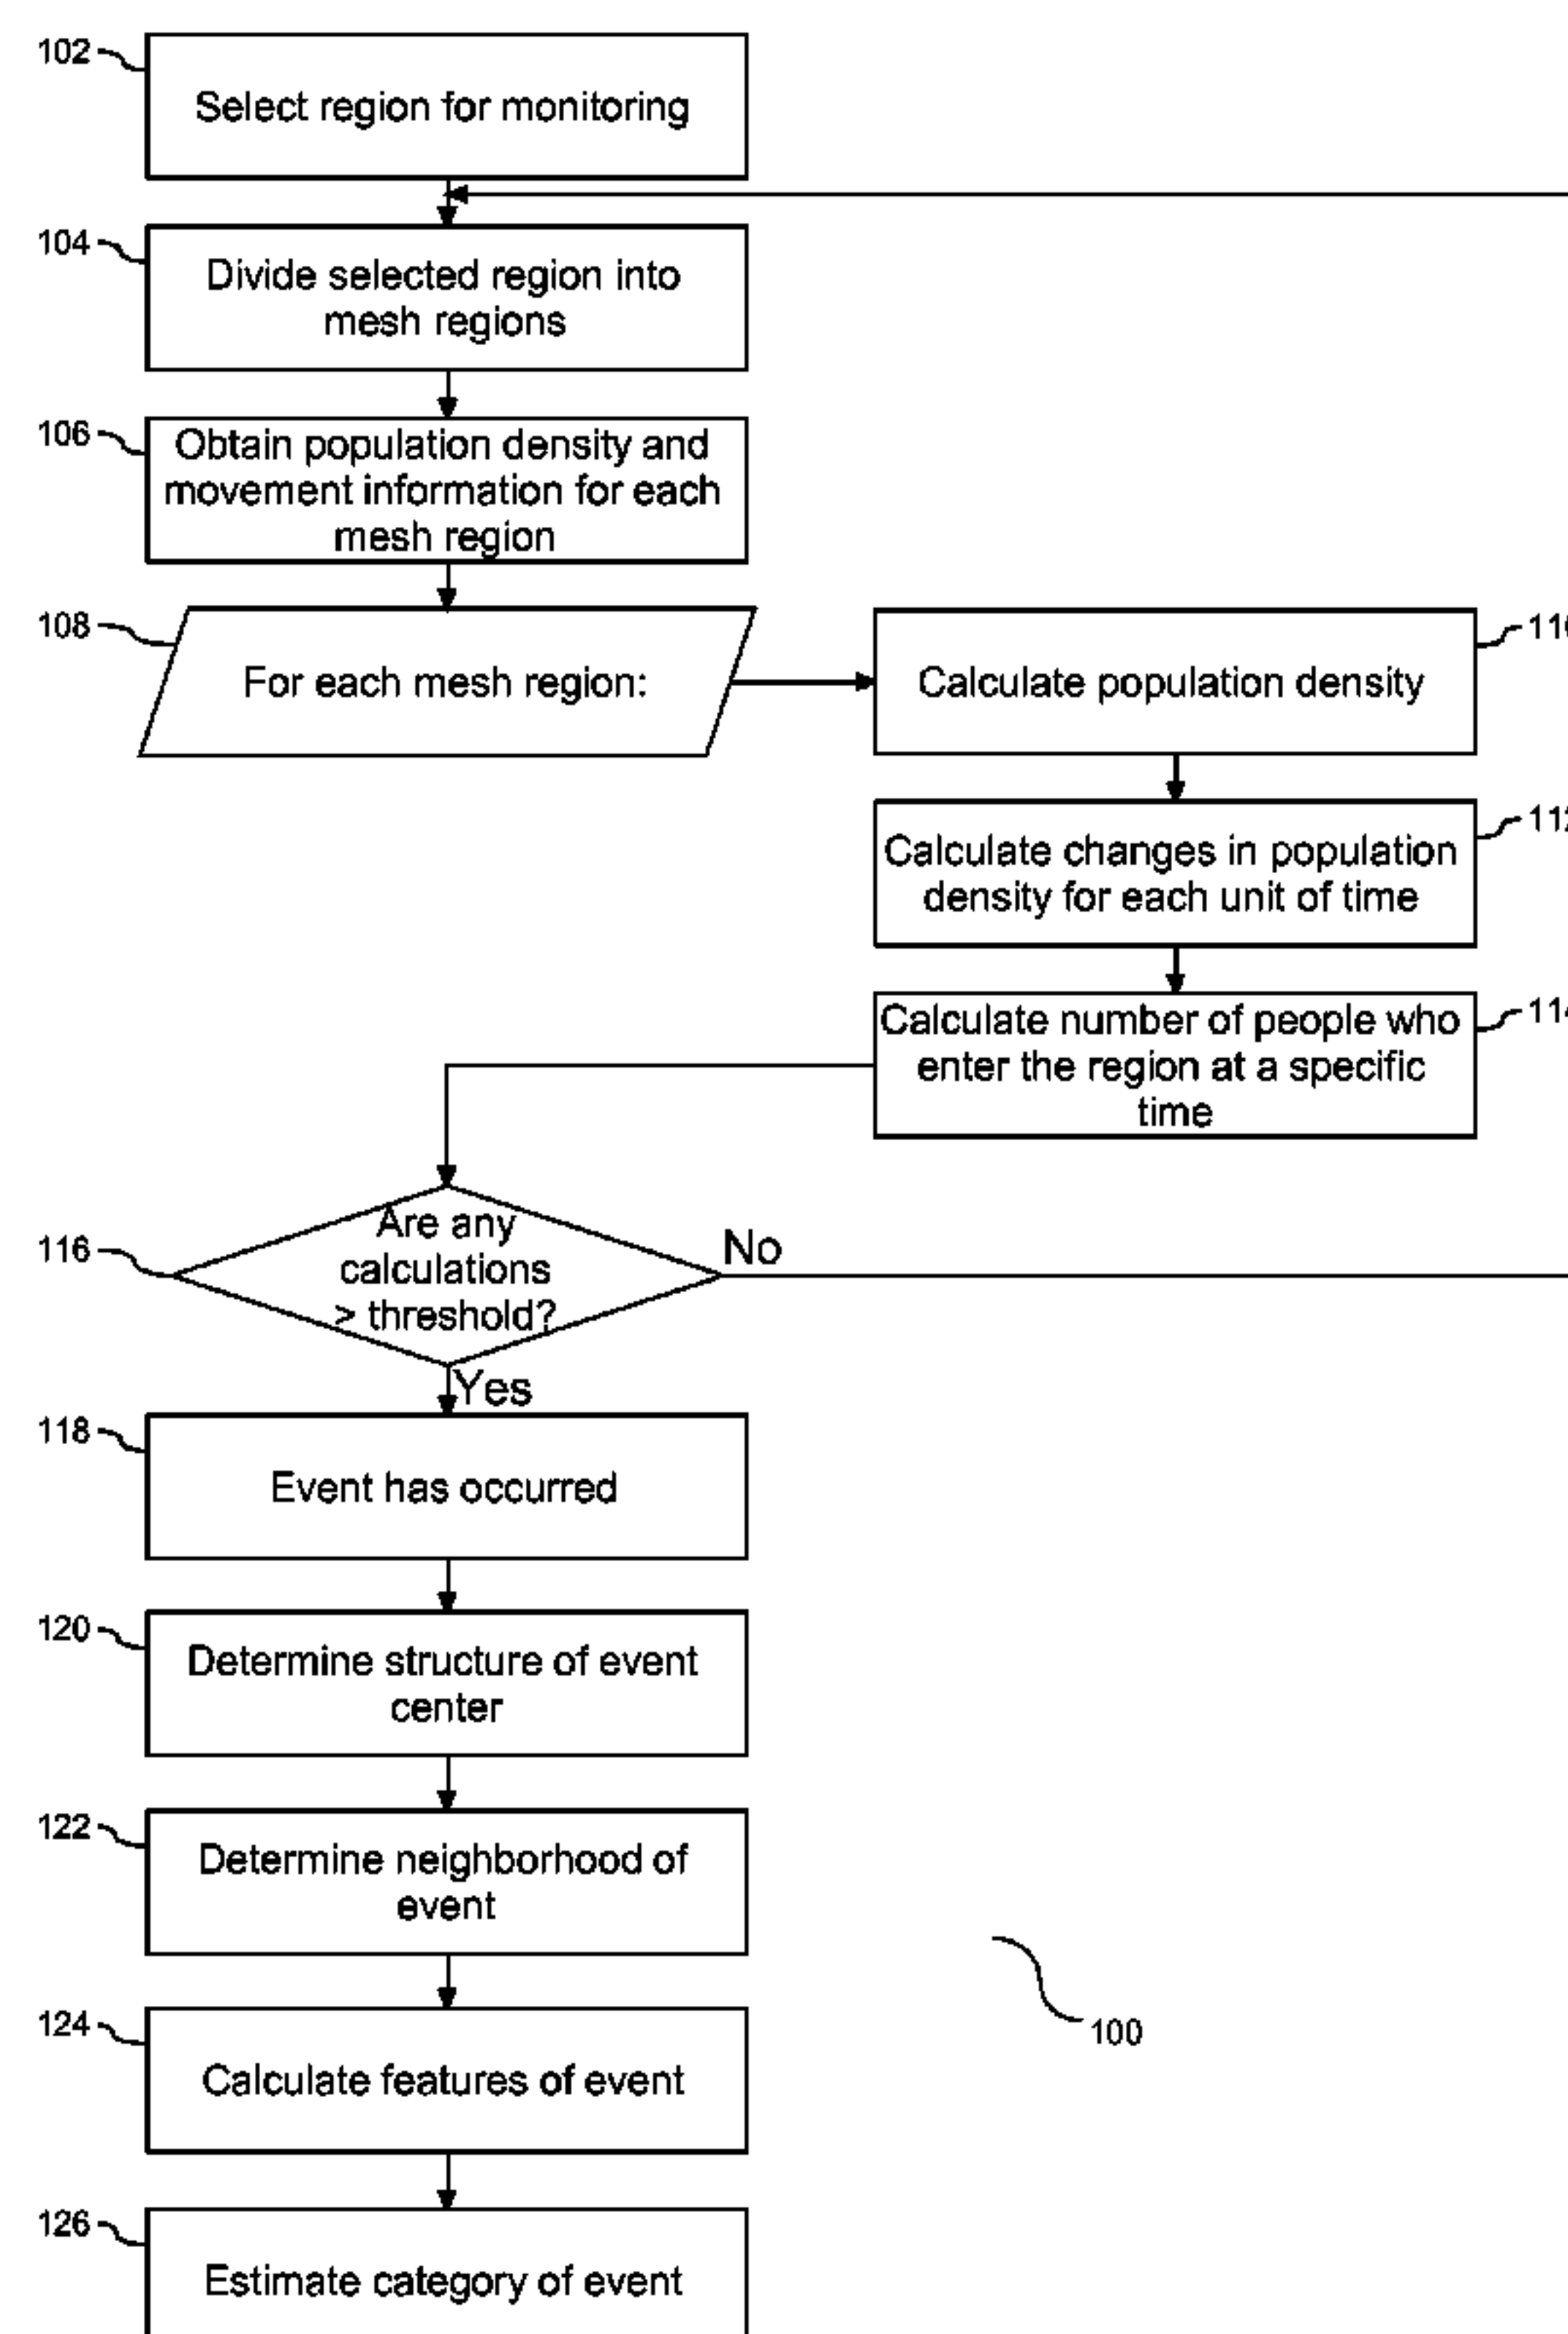 102
Select region for monitoring
104
Divide selected region into
mesh regions
106
Obtain population density and
movement information for each
mesh region
108
For each mesh region:
Calculate population density
Calculate changes in population
density for each unit of time
Calculate number of people who
enter the region at a specific
time
116
Are any
calculations
> threshold?
No
Yes
118
Event has occurred
120
Determine structure of event
center
122
Determine neighborhood of
event
100
124
Calculate features of event
126
Estimate category of event